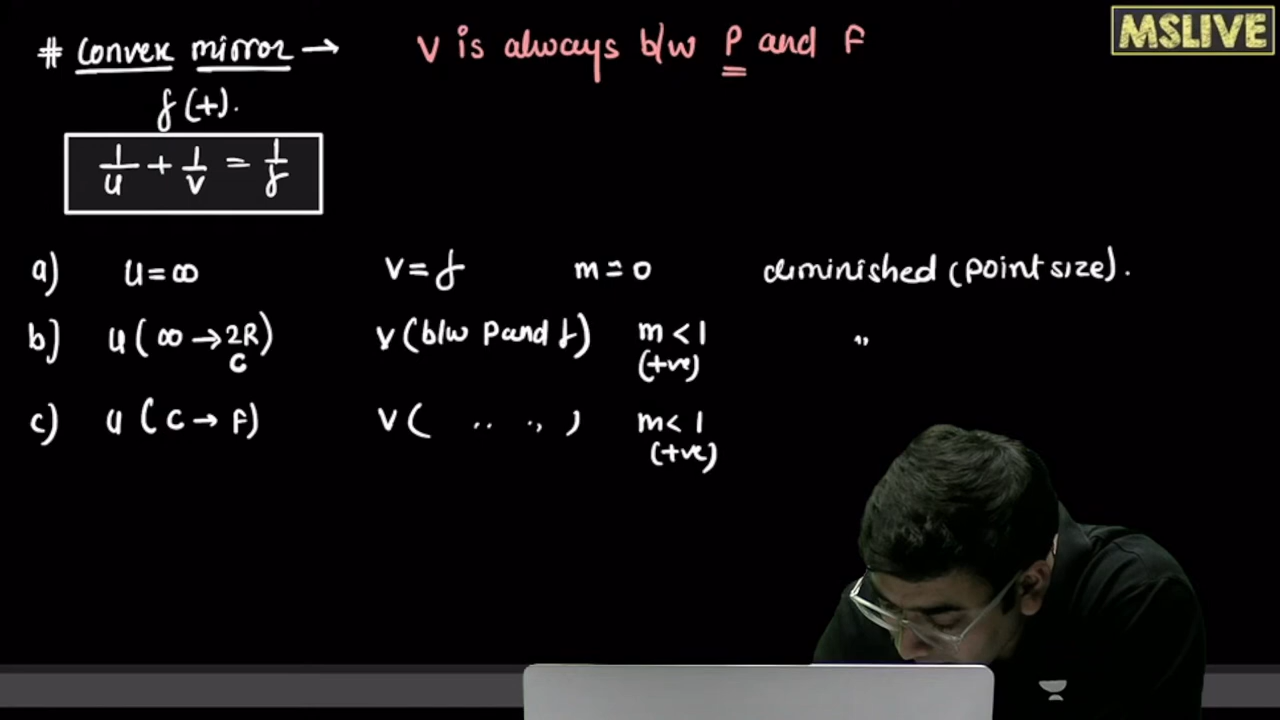 MSLIVE
# convex mirror → V is always b/w P and F
f (+).
1/u + 1/v = 1/f
a) u = ∞ v = f m = 0 diminished (point size).
b) u ( ∞ → 2R) v (b/w P and f) m < 1 ,,
C (+ve)
c) u ( C → F) v ( .. .,, ) m < 1
(+ve)